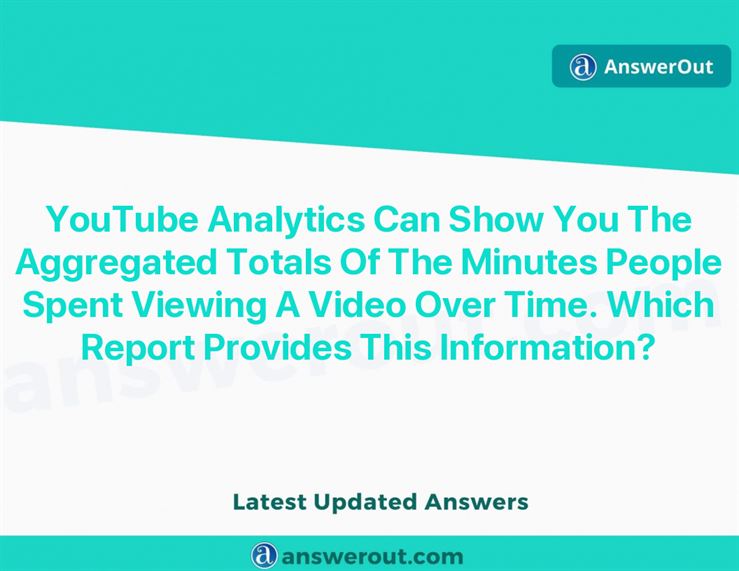 AnswerOut
YouTube Analytics Can Show You The
Aggregated Totals Of The Minutes People
Spent Viewing A Video Over Time. Which
Report Provides This Information?
answerout.com
Latest Updated Answers
answerout.com